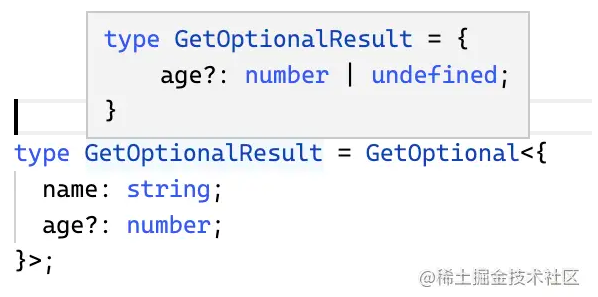 type GetOptionalResult = {
    age?: number | undefined;
}
type GetOptionalResult = GetOptional<{
  name: string;
  age?: number;
}>;
@稀土掘金技术社区